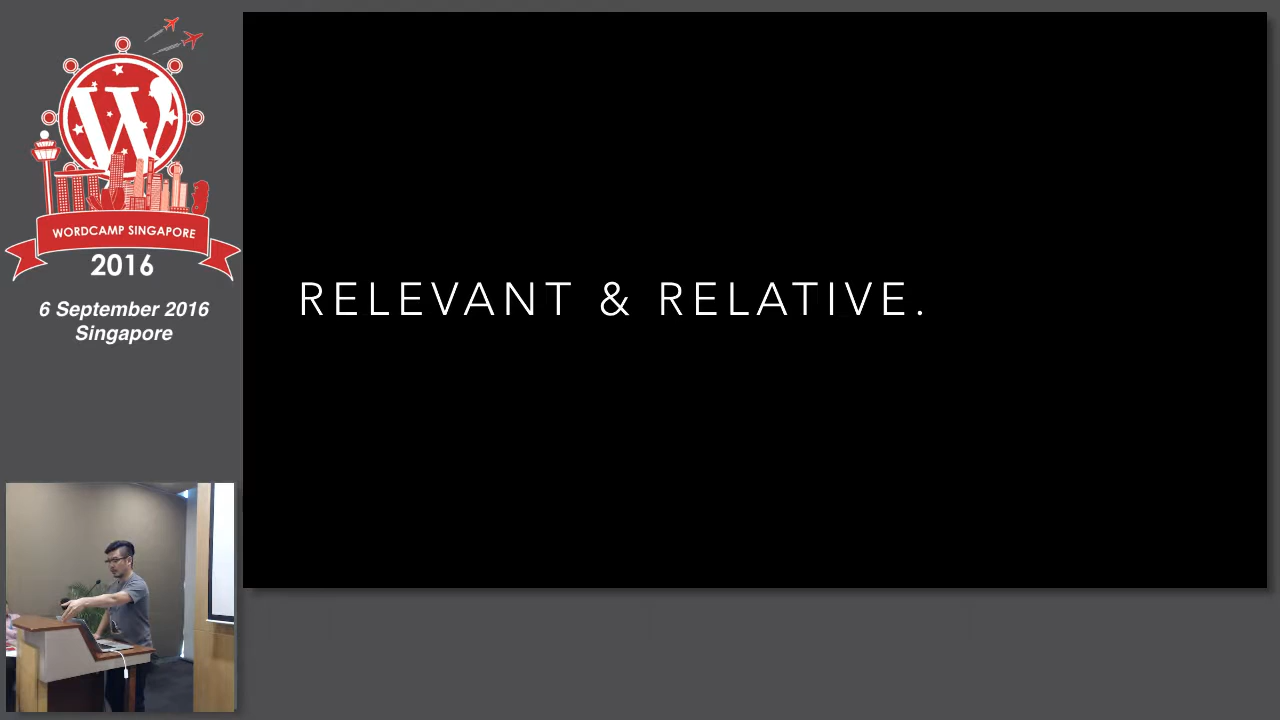 W
WORDCAMP SINGAPORE
2016
6 September 2016
Singapore
RELEVANT & RELATIVE.